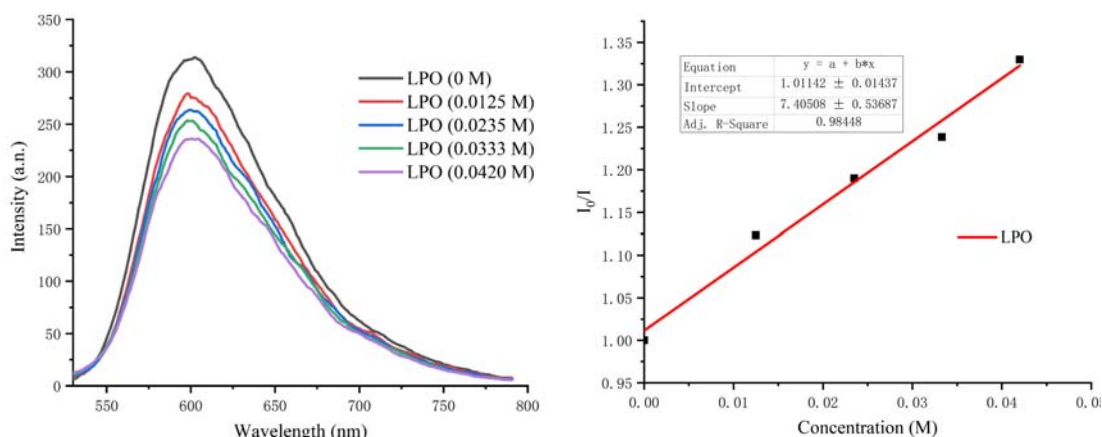 350
300
250
200
150
100
50
0
Intensity (a.n.)
LPO (0 M)
LPO (0.0125 M)
LPO (0.0235 M)
LPO (0.0333 M)
LPO (0.0420 M)
550 600 650 700 750 800
Wavelength (nm)
1.35
1.30
1.25
1.20
1.15
1.10
1.05
1.00
0.95
I₀/I
Equation y = a + b*x
Intercept 1.01142 ± 0.01437
Slope 7.40508 ± 0.53687
Adj. R-Square 0.98448
LPO
0.00 0.01 0.02 0.03 0.04 0.05
Concentration (M)